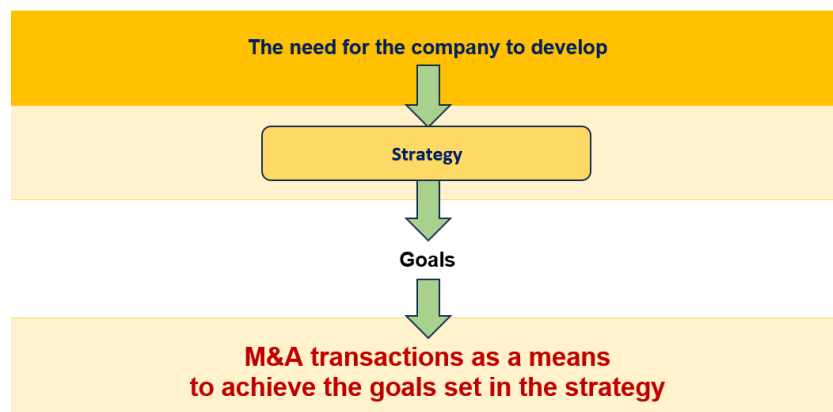 The need for the company to develop
Strategy
Goals
M&A transactions as a means
to achieve the goals set in the strategy